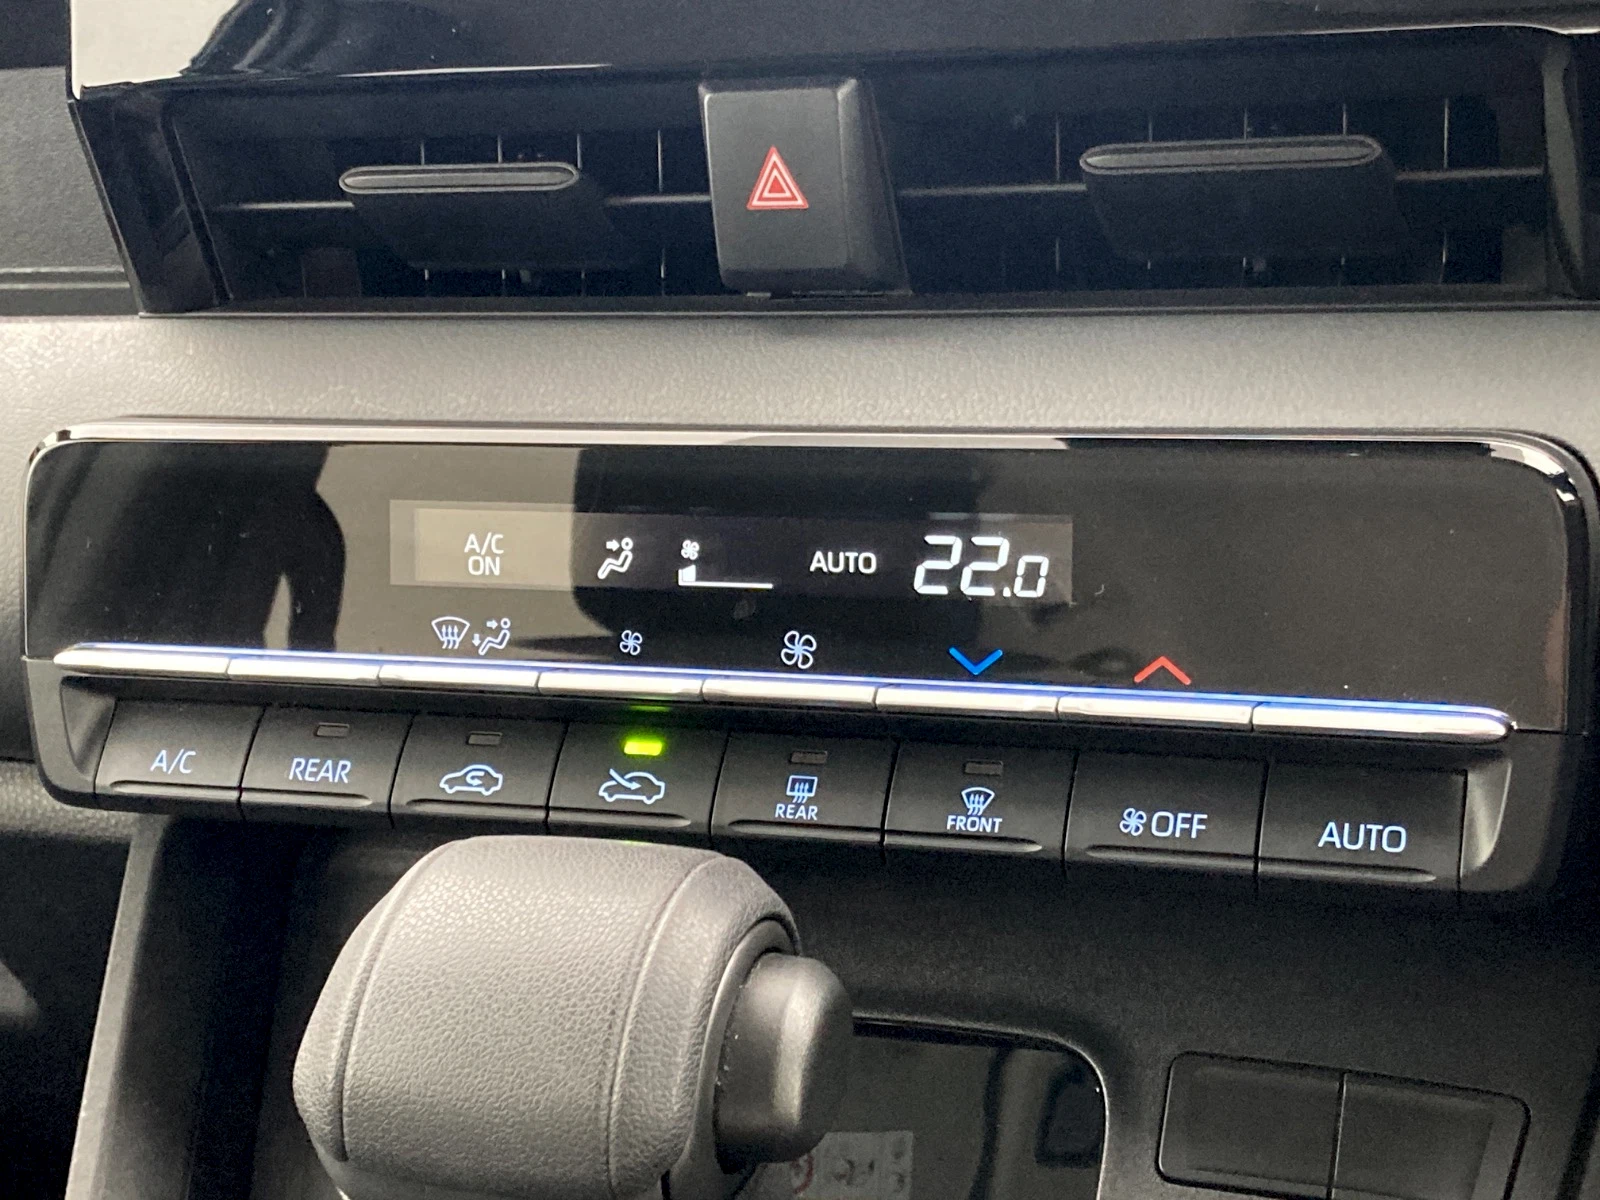 A/C
ON
AUTO
22.0
A/C
REAR
REAR
FRONT
OFF
AUTO